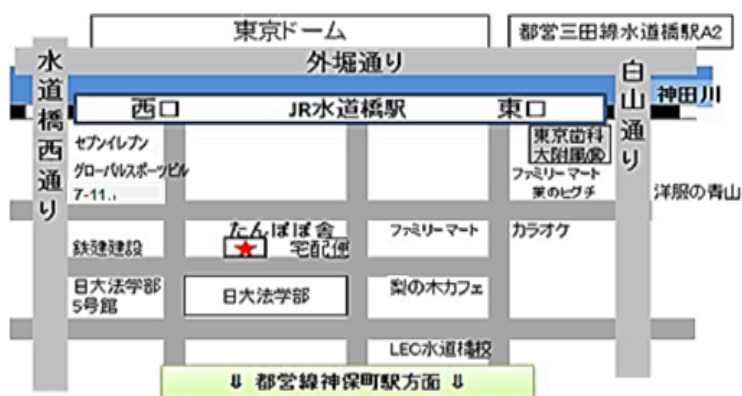 東京ドーム
都営三田線水道橋駅A2
外堀通り
水道橋西通り
白山通り
神田川
西口
JR水道橋駅
東口
セブンイレブン
グローバルスポーツビル
7-11.
東京歯科
大附属㊩
ファミリーマート
薬のヒグチ
洋服の青山
たんぽぽ舎
宅配便
鉄建建設
ファミリーマート
カラオケ
日大法学部
5号館
日大法学部
梨の木カフェ
LEC水道橋校
⇓ 都営線神保町駅方面 ⇓